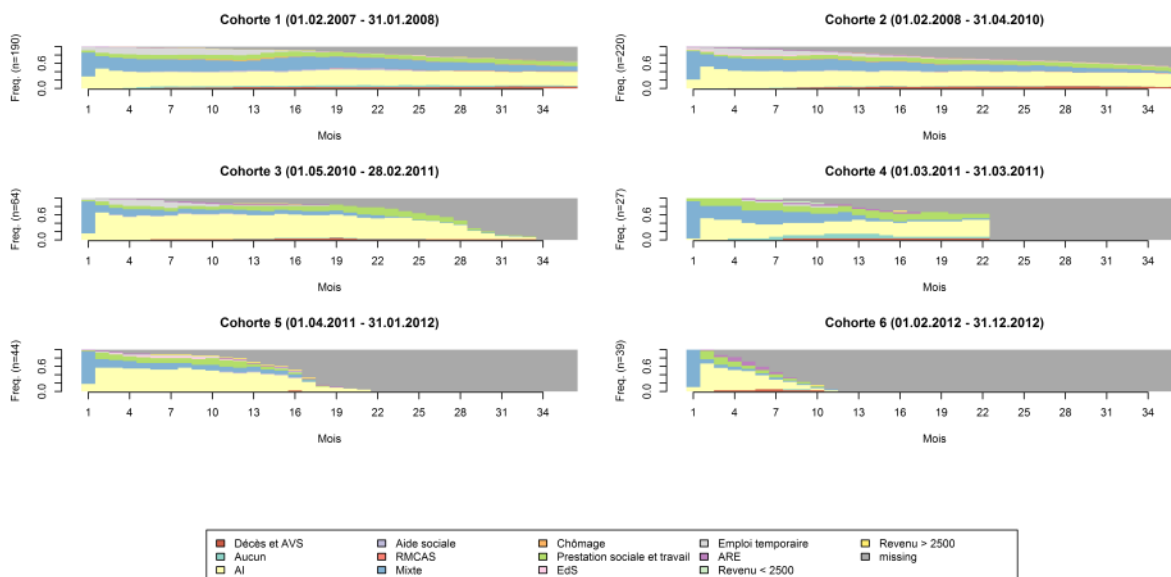 Cohorte 1 (01.02.2007 - 31.01.2008)
Freq. (n=190)
0.0 0.6
1 4 7 10 13 16 19 22 25 28 31 34
Mois
Cohorte 2 (01.02.2008 - 31.04.2010)
Freq. (n=220)
0.0 0.6
1 4 7 10 13 16 19 22 25 28 31 34
Mois
Cohorte 3 (01.05.2010 - 28.02.2011)
Freq. (n=64)
0.0 0.6
1 4 7 10 13 16 19 22 25 28 31 34
Mois
Cohorte 4 (01.03.2011 - 31.03.2011)
Freq. (n=27)
0.0 0.6
1 4 7 10 13 16 19 22 25 28 31 34
Mois
Cohorte 5 (01.04.2011 - 31.01.2012)
Freq. (n=44)
0.0 0.6
1 4 7 10 13 16 19 22 25 28 31 34
Mois
Cohorte 6 (01.02.2012 - 31.12.2012)
Freq. (n=39)
0.0 0.6
1 4 7 10 13 16 19 22 25 28 31 34
Mois
Décès et AVS Aide sociale Chômage Emploi temporaire Revenu > 2500
Aucun RMCAS Prestation sociale et travail ARE missing
AI Mixte EdS Revenu < 2500